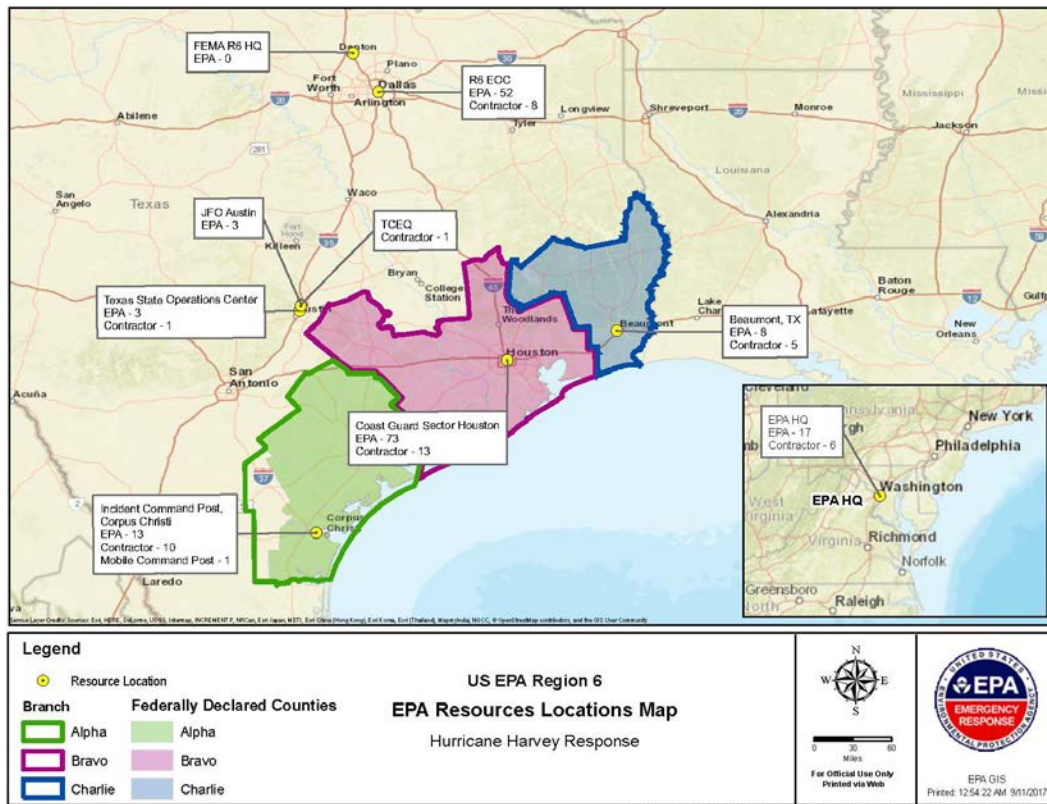 FEMA R6 HQ
EPA - 0
Denton
Plano
Fort Worth
Dallas
Arlington
R6 EOC
EPA - 52
Contractor - 8
Abilene
Longview
Tyler
Shreveport
Monroe
Mississippi
Jackson
Louisiana
San Angelo
Texas
Waco
JFO Austin
EPA - 3
TCEQ
Contractor - 1
Fort Hood
Killeen
Alexandria
Bryan
College Station
Texas State Operations Center
EPA - 3
Contractor - 1
Woodlands
Beaumont
Baton Rouge
New Orleans
Beaumont, TX
EPA - 8
Contractor - 5
Houston
San Antonio
Acuña
Coast Guard Sector Houston
EPA - 73
Contractor - 13
Incident Command Post,
Corpus Christi
EPA - 13
Contractor - 10
Mobile Command Post - 1
Laredo
EPA HQ
EPA - 17
Contractor - 6
New York
Philadelphia
Washington
EPA HQ
West Virginia
Virginia
Richmond
Norfolk
Greensboro
Raleigh
Legend
Resource Location
Branch
Alpha
Bravo
Charlie
Federally Declared Counties
Alpha
Bravo
Charlie
US EPA Region 6
EPA Resources Locations Map
Hurricane Harvey Response
N
W
E
S
0 30 60
Miles
For Official Use Only
Printed via Web
UNITED STATES
EPA
EMERGENCY
RESPONSE
ENVIRONMENTAL PROTECTION AGENCY
EPA GIS
Printed: 12:54:22 AM 9/11/2017